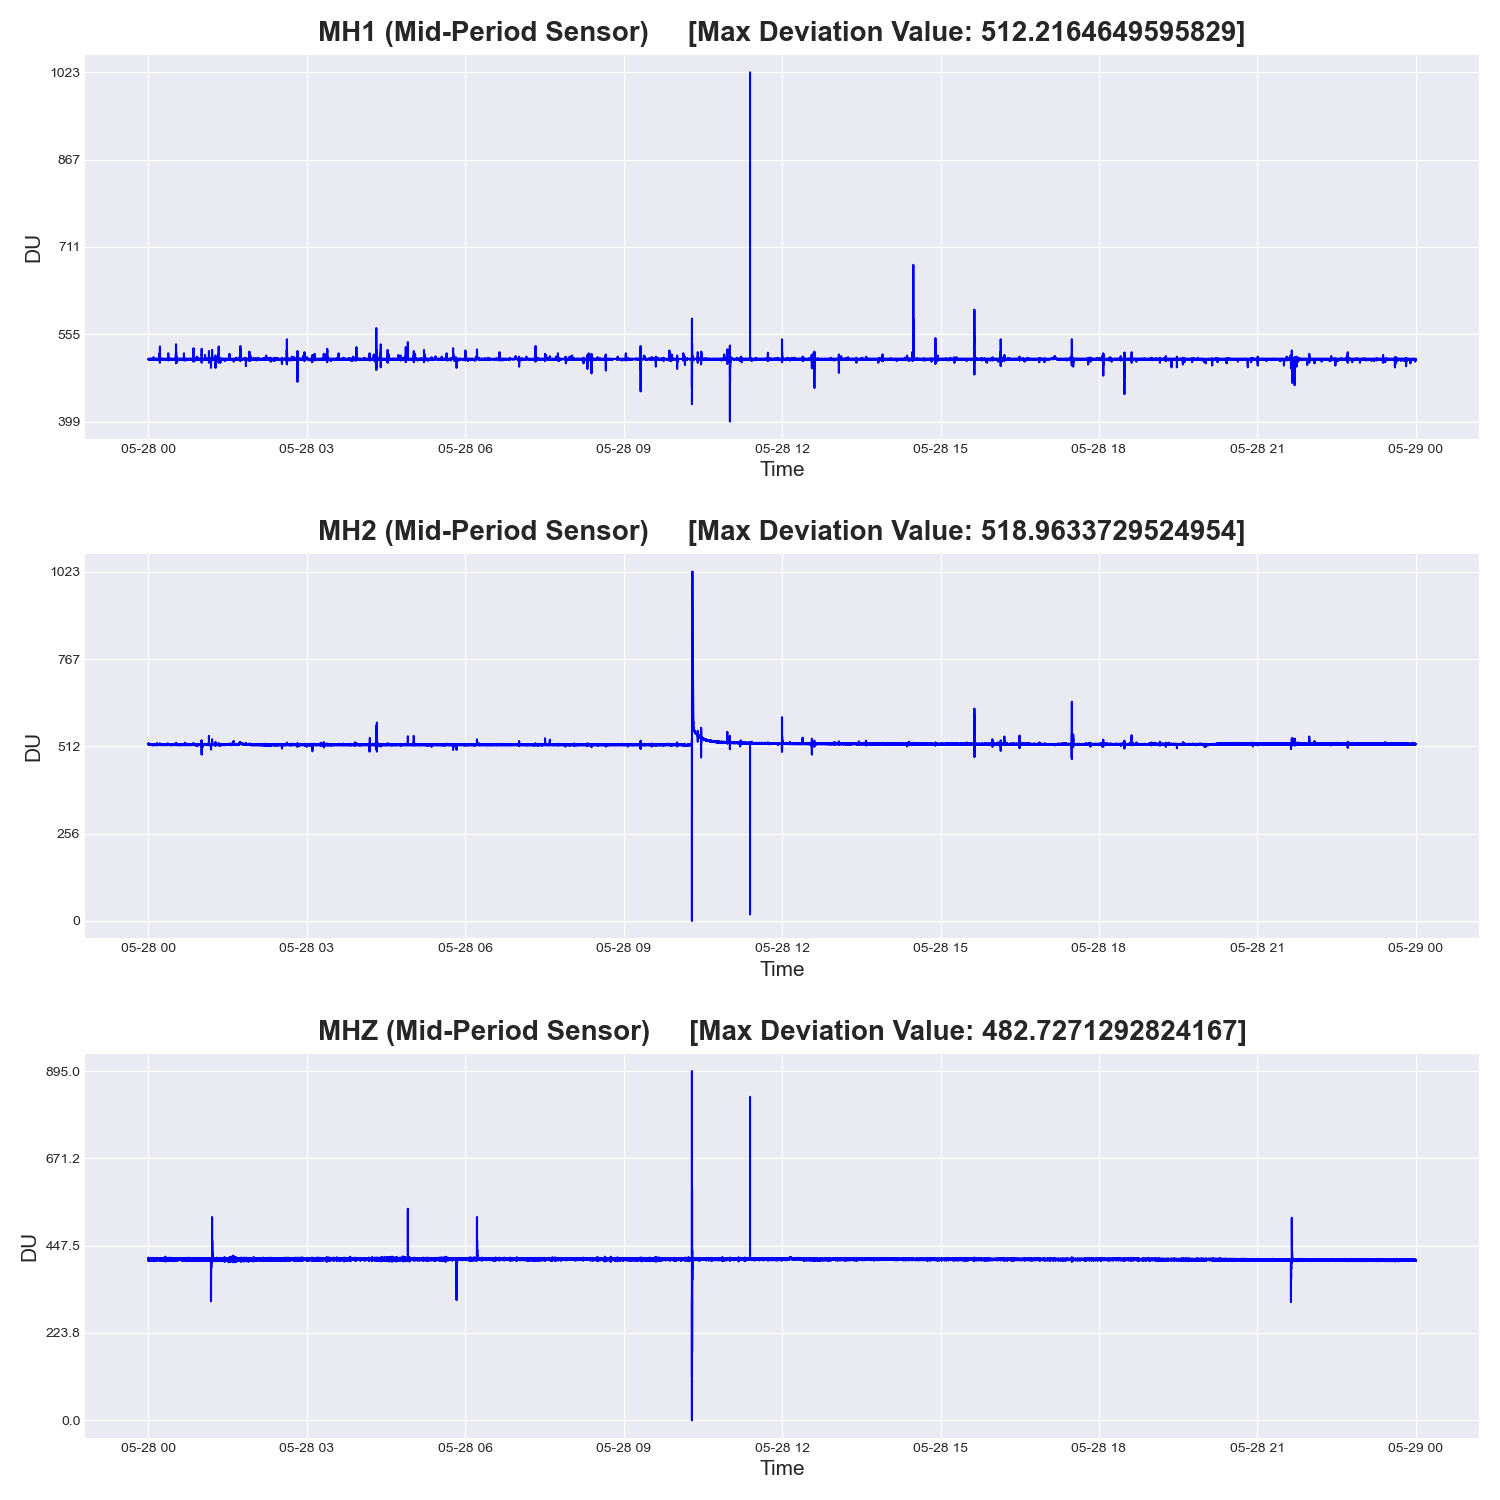 MH1 (Mid-Period Sensor) [Max Deviation Value: 512.2164649595829]
1023
867
711
555
399
DU
05-28 00 05-28 03 05-28 06 05-28 09 05-28 12 05-28 15 05-28 18 05-28 21 05-29 00
Time
MH2 (Mid-Period Sensor) [Max Deviation Value: 518.9633729524954]
1023
767
512
256
0
DU
05-28 00 05-28 03 05-28 06 05-28 09 05-28 12 05-28 15 05-28 18 05-28 21 05-29 00
Time
MHZ (Mid-Period Sensor) [Max Deviation Value: 482.7271292824167]
895.0
671.2
447.5
223.8
0.0
DU
05-28 00 05-28 03 05-28 06 05-28 09 05-28 12 05-28 15 05-28 18 05-28 21 05-29 00
Time